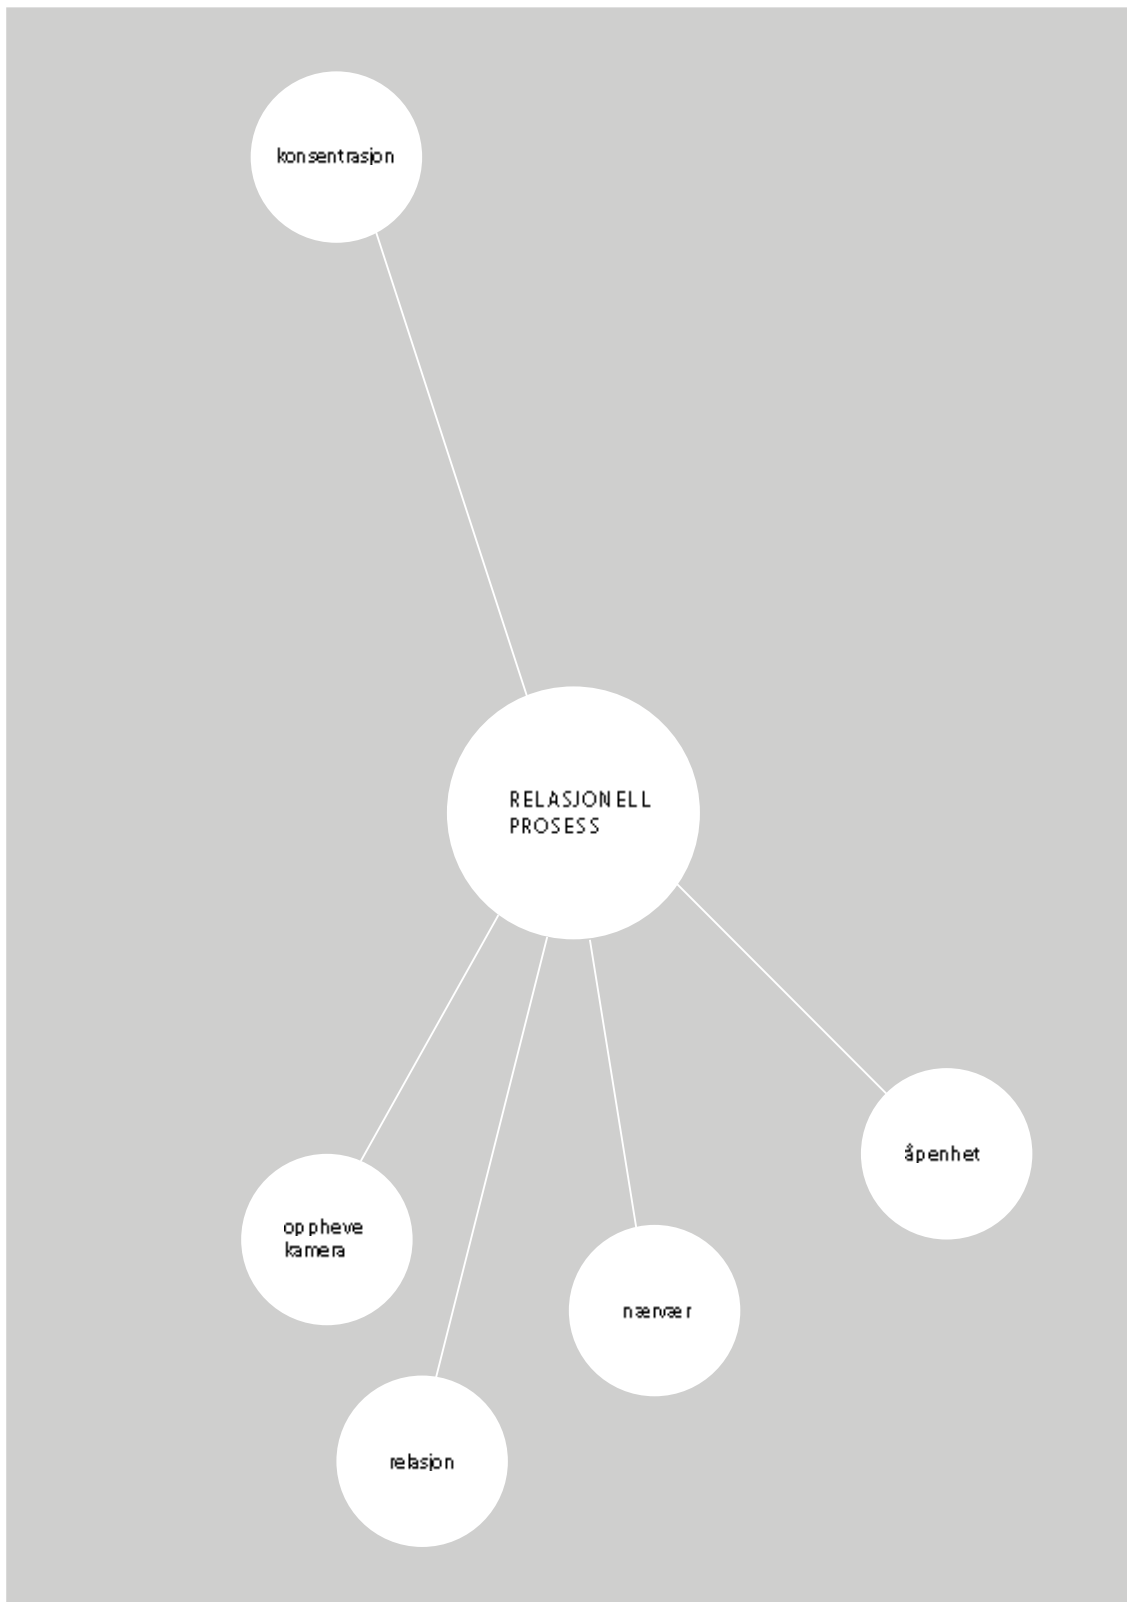 konsentrasjon
RELASJONELL
PROSESS
åpenhet
oppheve
kamera
nærvær
relasjon